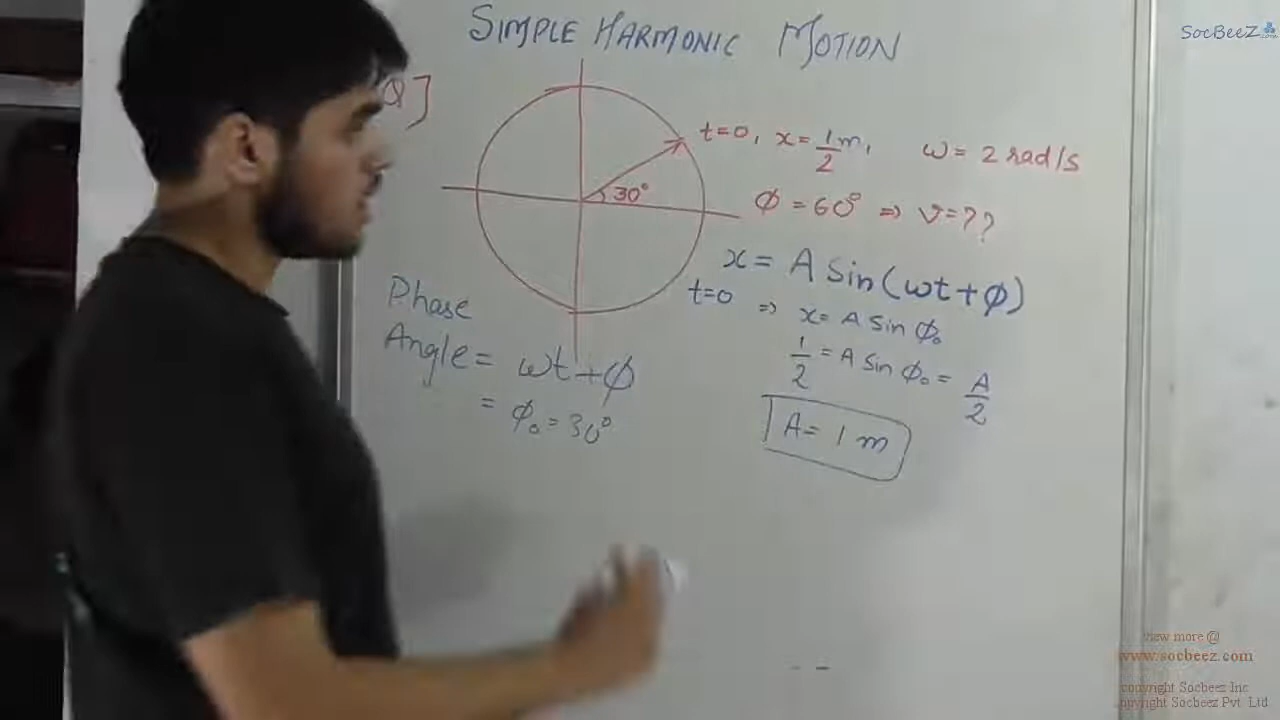 SIMPLE HARMONIC MOTION
SocBeeZ
Q]
t=0, x= 1/2 m, ω= 2 rad/s
30°
ϕ = 60° ⇒ v=??
x= A Sin(ωt+ϕ)
t=0 ⇒ x= A Sin ϕ₀
1/2 = A Sin ϕ₀ = A/2
A= 1 m
Phase
Angle= ωt+ϕ
= ϕ₀= 30°
view more @
www.socbeez.com
copyright Socbeez Inc
copyright Socbeez Pvt. Ltd